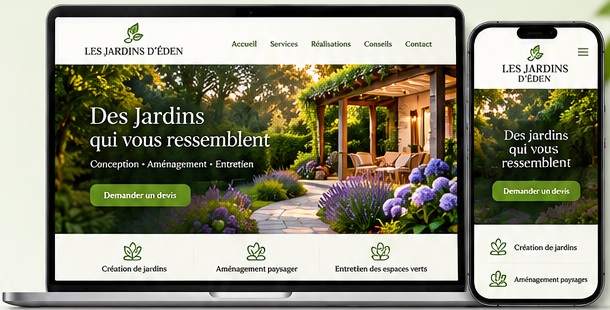 LES JARDINS D'ÉDEN
Accueil Services Réalisations Conseils Contact
Des Jardins
qui vous ressemblent
Conception • Aménagement • Entretien
Demander un devis
Création de jardins
Aménagement paysager
Entretien des espaces verts
LES JARDINS
D'ÉDEN
Des jardins
qui vous
ressemblent
Demander un devis
Création de jardins
Aménagement paysages